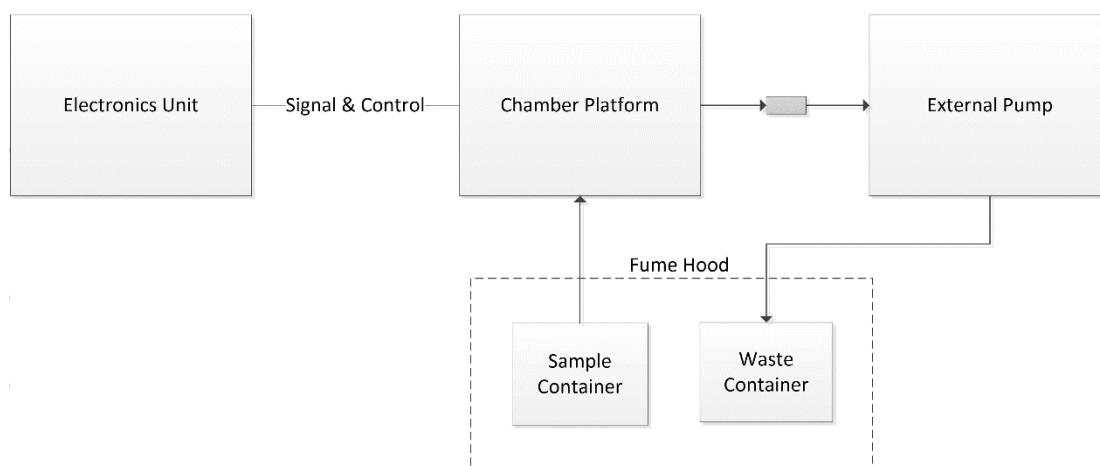 Electronics Unit
Signal & Control
Chamber Platform
External Pump
Fume Hood
Sample
Container
Waste
Container